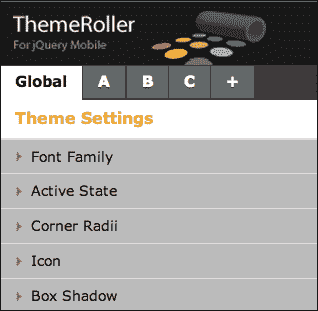 ThemeRoller
For jQuery Mobile
Global A B C +
Theme Settings
Font Family
Active State
Corner Radii
Icon
Box Shadow